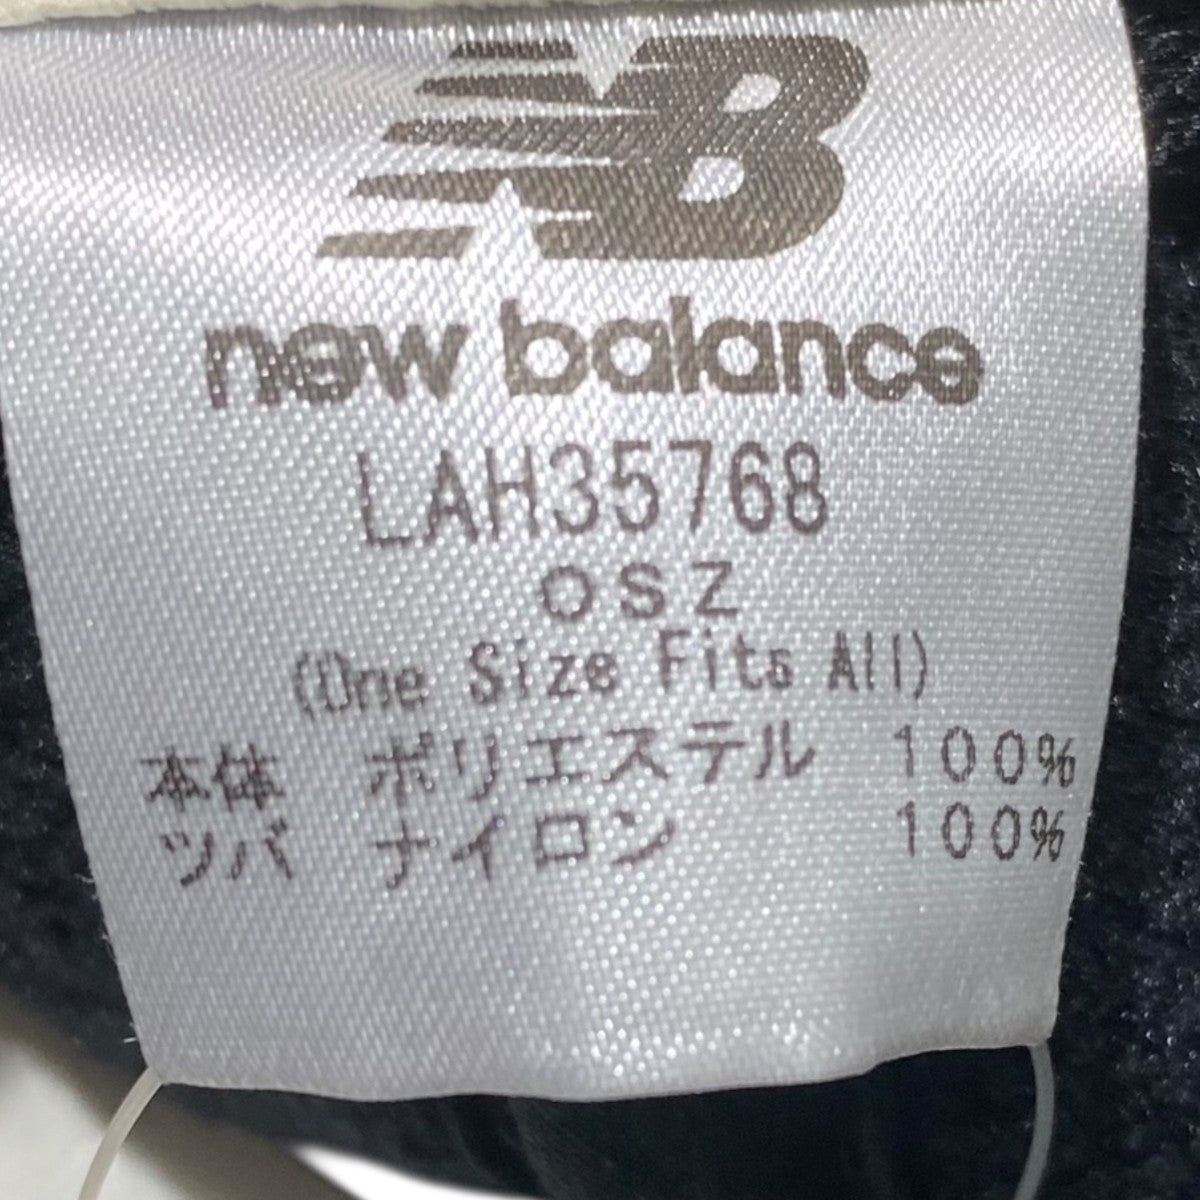 NB
new balance
LAH35768
OSZ
(One Size Fits All)
本体 ポリエステル 100%
ツバ ナイロン 100%